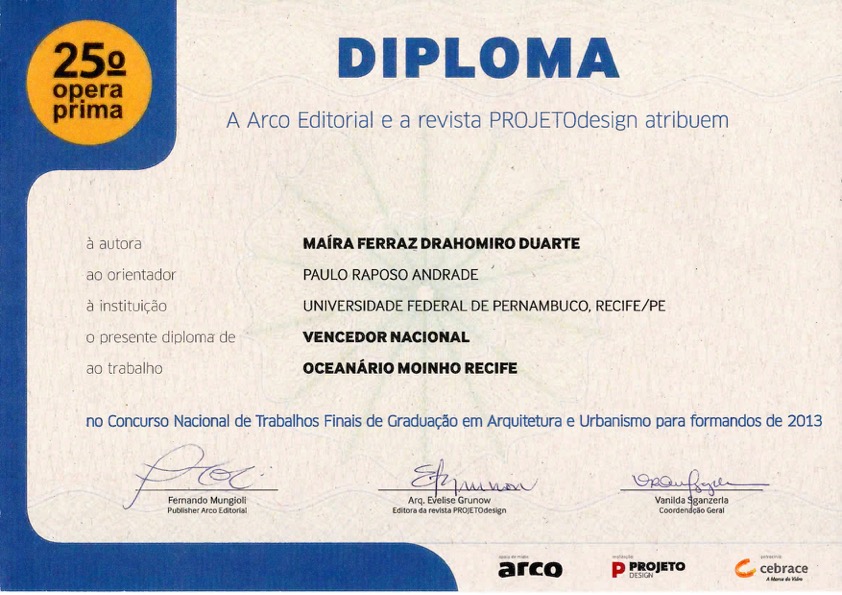 25º
opera
prima
DIPLOMA
A Arco Editorial e a revista PROJETOdesign atribuem
à autora MAÍRA FERRAZ DRAHOMIRO DUARTE
ao orientador PAULO RAPOSO ANDRADE
à instituição UNIVERSIDADE FEDERAL DE PERNAMBUCO, RECIFE/PE
o presente diploma de VENCEDOR NACIONAL
ao trabalho OCEANÁRIO MOINHO RECIFE
no Concurso Nacional de Trabalhos Finais de Graduação em Arquitetura e Urbanismo para formandos de 2013
Fernando Mungioli Arq. Evelise Grunow Vanilda Sganzerla
Publisher Arco Editorial Editora da revista PROJETOdesign Coordenação Geral
arco P PROJETO cebrace
DESIGN A Marca do Vidro